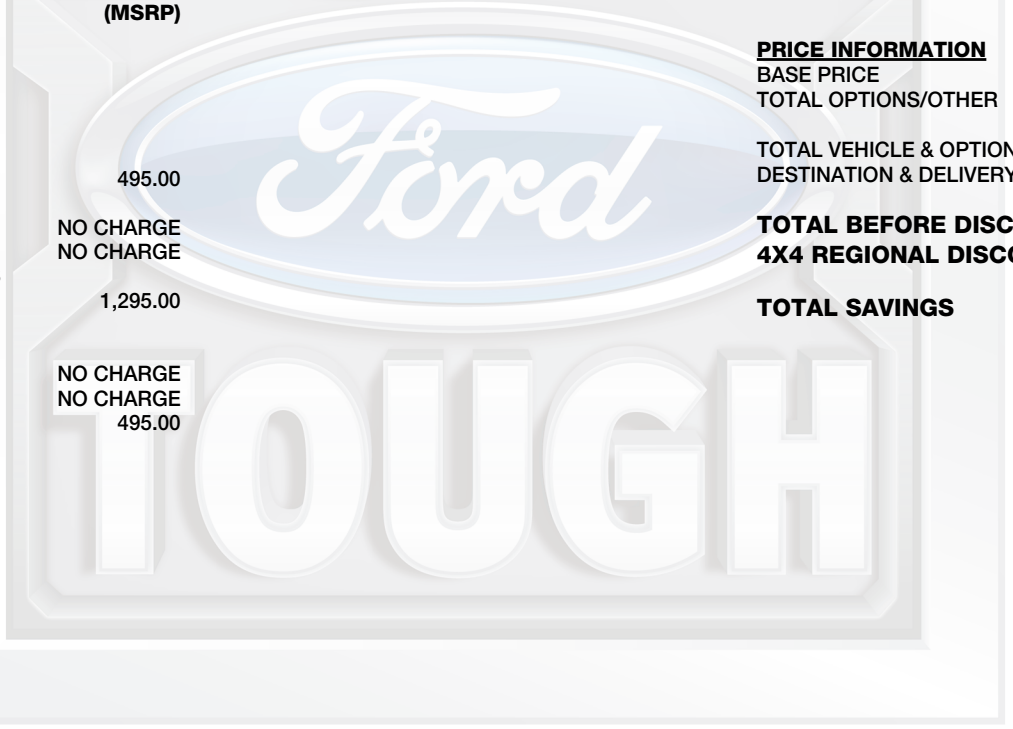 (MSRP)
495.00
NO CHARGE
NO CHARGE
1,295.00
NO CHARGE
NO CHARGE
495.00
PRICE INFORMATION
BASE PRICE
TOTAL OPTIONS/OTHER
TOTAL VEHICLE & OPTION
DESTINATION & DELIVERY
TOTAL BEFORE DISC
4X4 REGIONAL DISCO
TOTAL SAVINGS
Ford
TOUGH